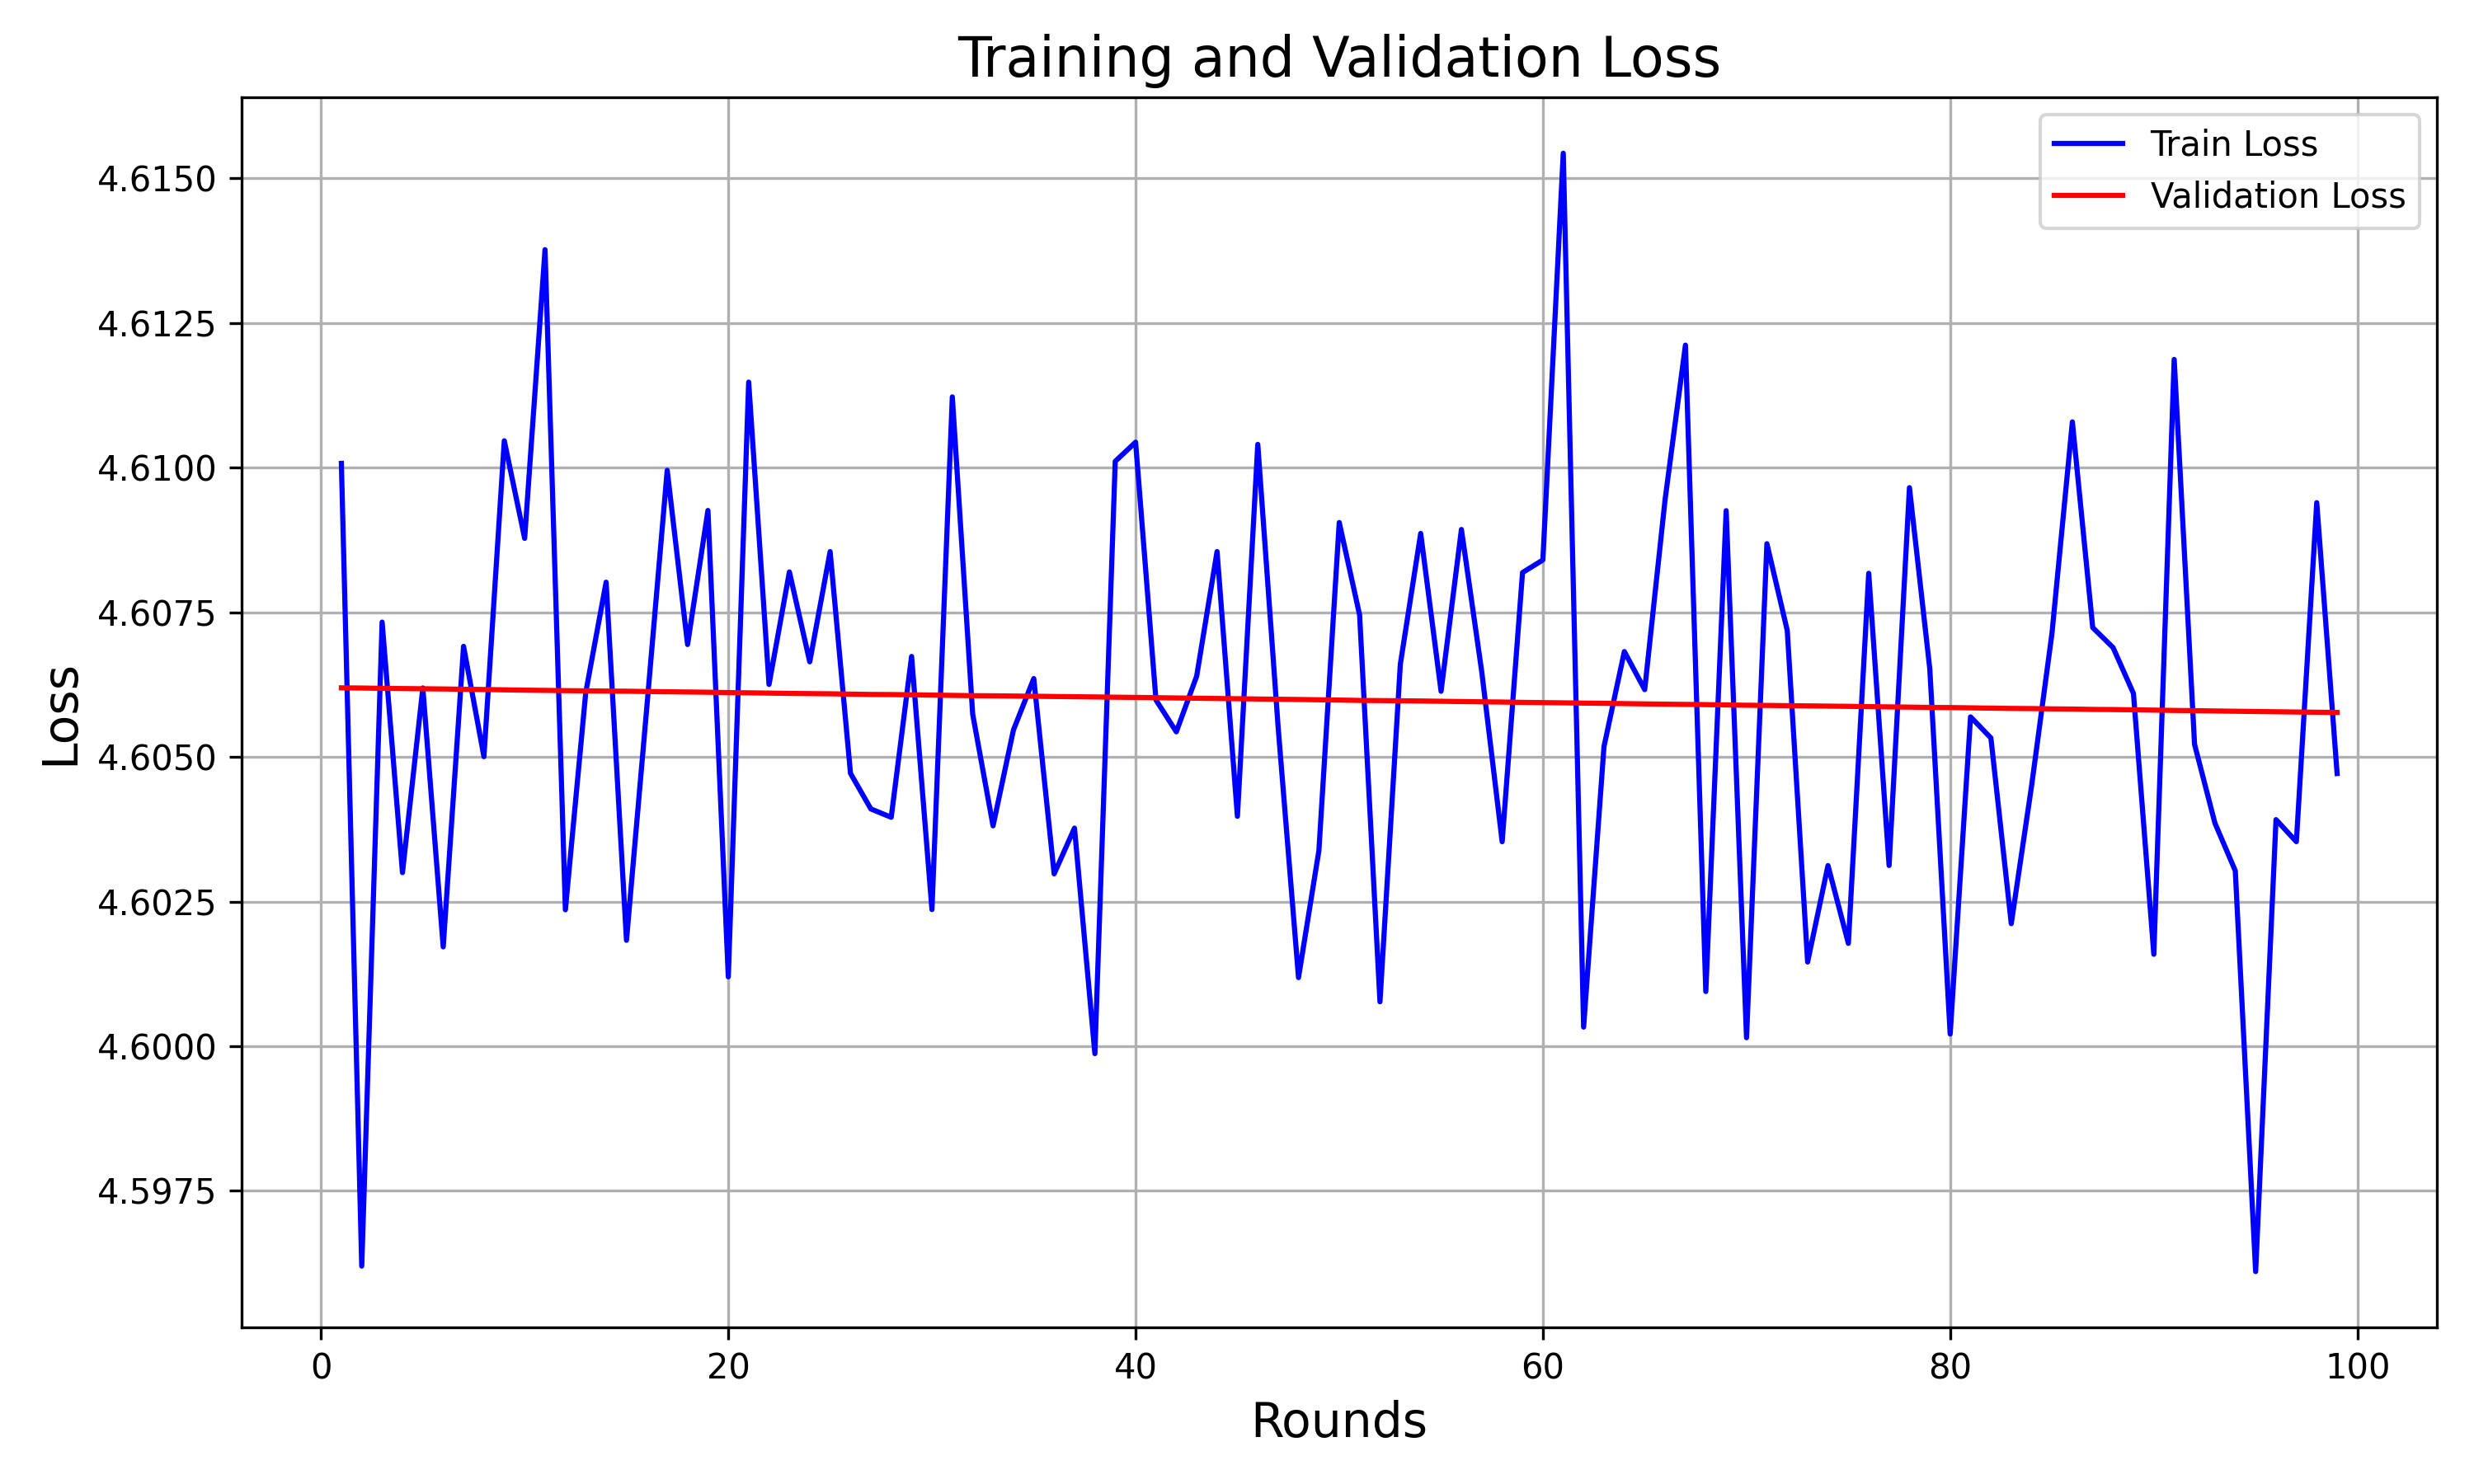 Training and Validation Loss
Train Loss
Validation Loss
4.6150
4.6125
4.6100
4.6075
4.6050
4.6025
4.6000
4.5975
Loss
0 20 40 60 80 100
Rounds